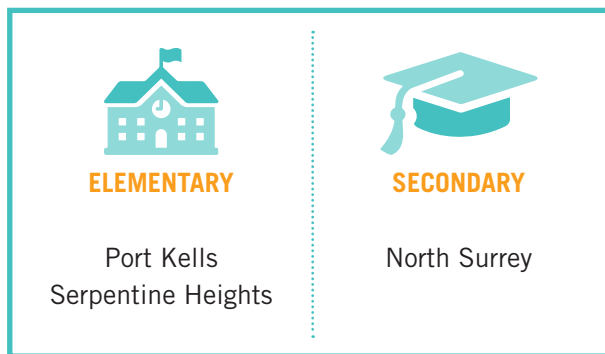 ELEMENTARY
Port Kells
Serpentine Heights
SECONDARY
North Surrey